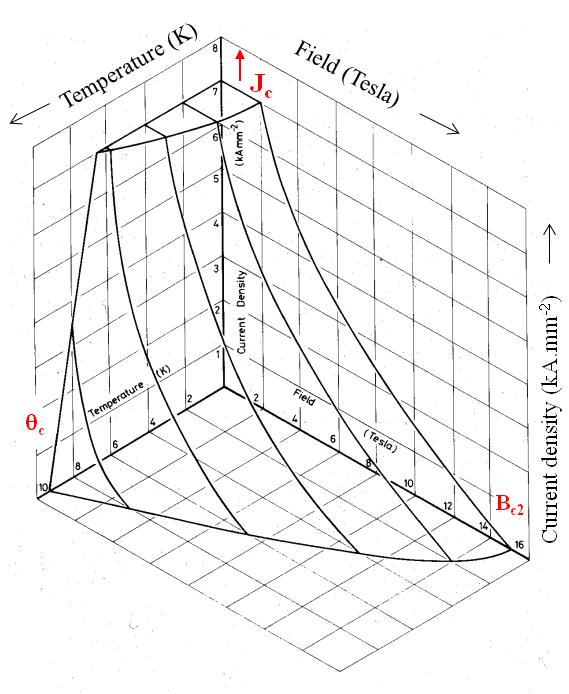 Temperature (K)
Field (Tesla)
J_c
8
7
6
5
4
3
2
1
(kAmm⁻²)
Current Density
Temperature (K)
10
8
6
4
2
Field (Tesla)
2
4
6
8
10
12
14
16
θ_c
B_c2
Current density (kA.mm⁻²)